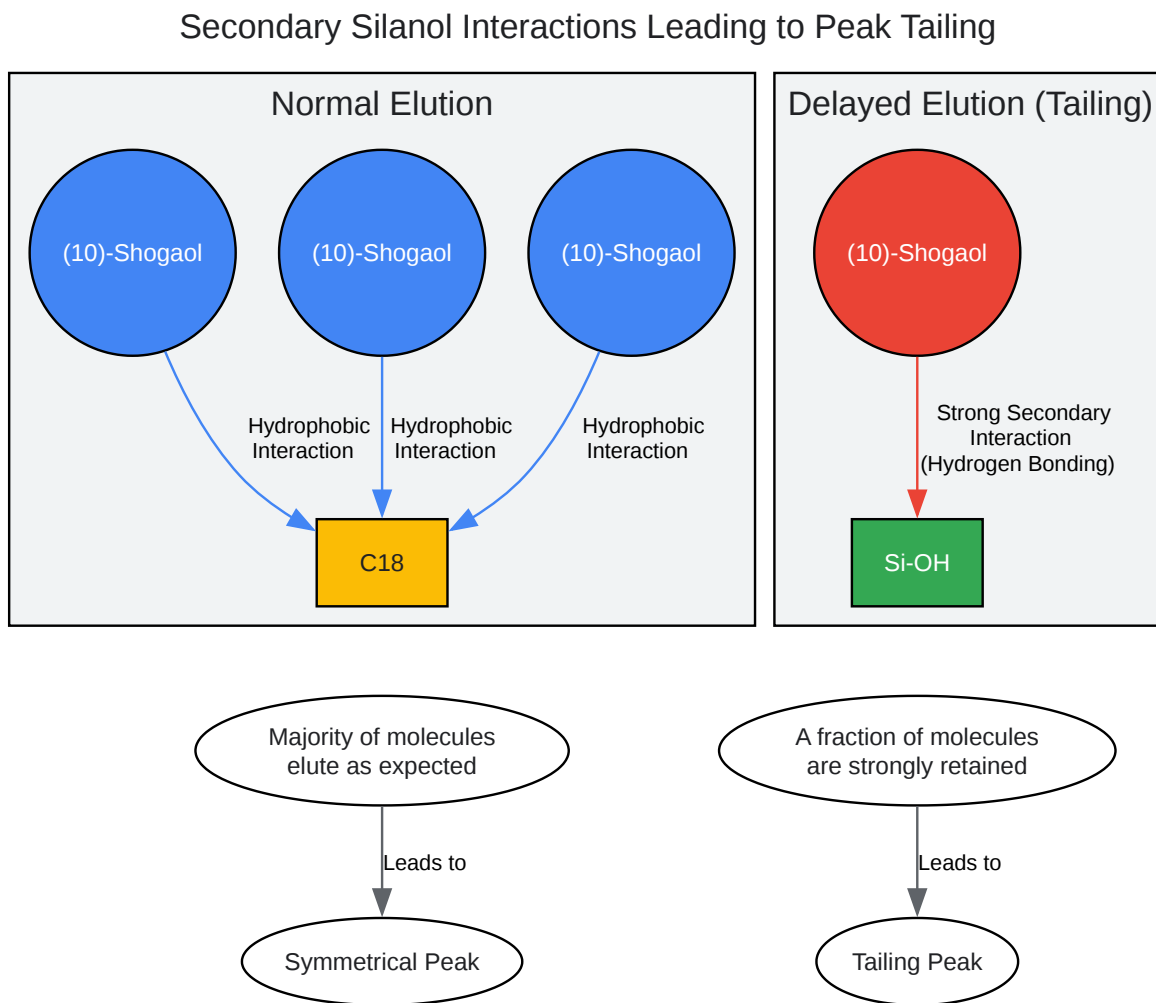 Secondary Silanol Interactions Leading to Peak Tailing
Normal Elution
(10)-Shogaol
(10)-Shogaol
(10)-Shogaol
Hydrophobic
Interaction
Hydrophobic
Interaction
Hydrophobic
Interaction
C18
Delayed Elution (Tailing)
(10)-Shogaol
Strong Secondary
Interaction
(Hydrogen Bonding)
Si-OH
Majority of molecules
elute as expected
Leads to
Symmetrical Peak
A fraction of molecules
are strongly retained
Leads to
Tailing Peak